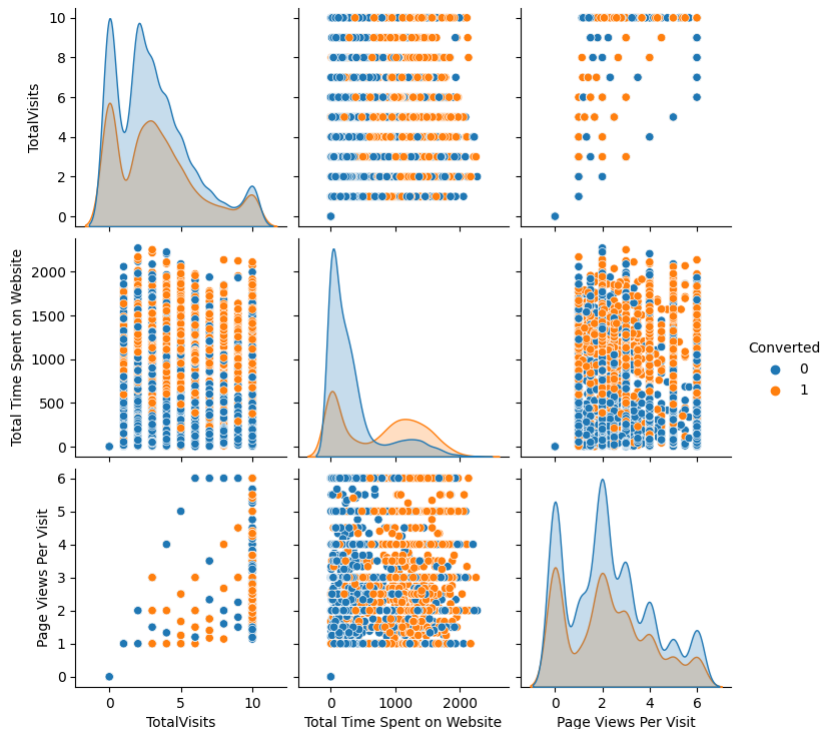 10
8
6
4
2
0
TotalVisits
2000
1500
1000
500
0
Total Time Spent on Website
Converted
0
1
6
5
4
3
2
1
0
Page Views Per Visit
0 5 10
TotalVisits
0 1000 2000
Total Time Spent on Website
0 2 4 6
Page Views Per Visit